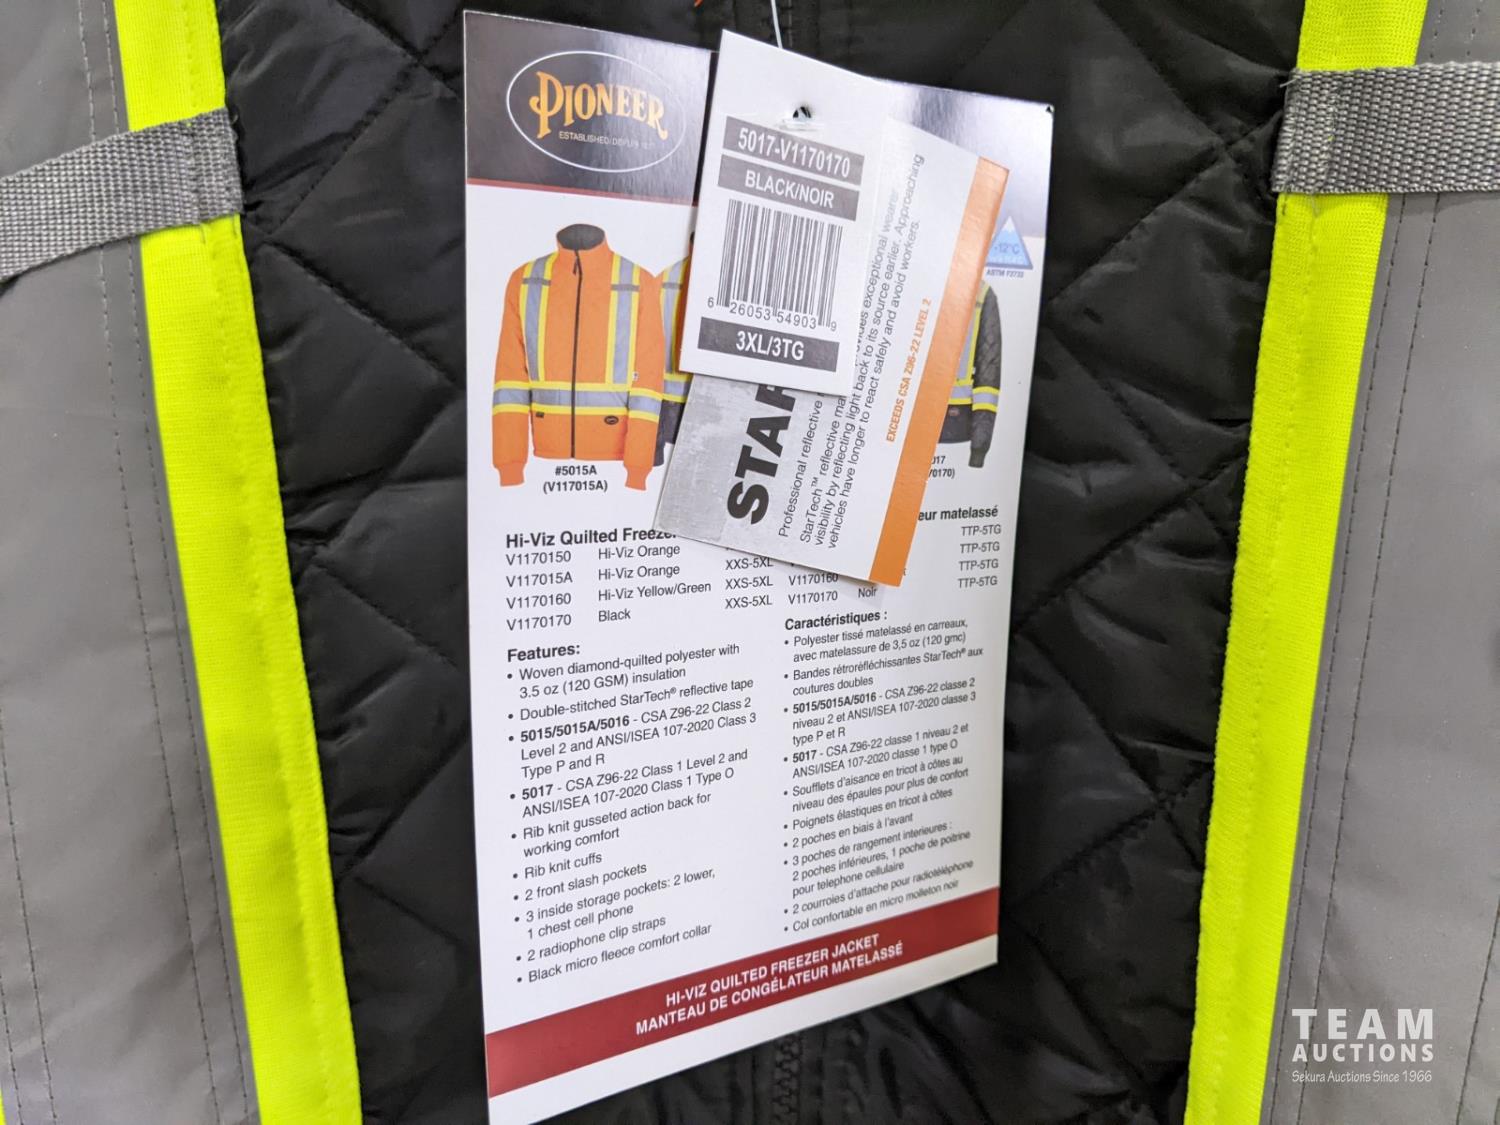 PIONEER
ESTABLISHED/DEPUIS
5017-V1170170
BLACK/NOIR
6 26053 54903 9
3XL/3TG
Professional reflective
StarTech™ reflective
visibility by reflecting light back to its source earlier. Approaching
vehicles have longer to react safely and avoid workers.
exceptional wearer
EXCEEDS CSA Z96-22 LEVEL 2
-12°C
ASTM F2732
#5015A
(V117015A)
Hi-Viz Quilted
V1170150 Hi-Viz Orange
V117015A Hi-Viz Orange XXS-5XL
V1170160 Hi-Viz Yellow/Green XXS-5XL
V1170170 Black XXS-5XL
Features:
• Woven diamond-quilted polyester with
3.5 oz (120 GSM) insulation
• Double-stitched StarTech® reflective tape
• 5015/5015A/5016 - CSA Z96-22 Class 2
Level 2 and ANSI/ISEA 107-2020 Class 3
Type P and R
• 5017 - CSA Z96-22 Class 1 Level 2 and
ANSI/ISEA 107-2020 Class 1 Type O
• Rib knit gusseted action back for
working comfort
• Rib knit cuffs
• 2 front slash pockets
• 3 inside storage pockets: 2 lower,
1 chest cell phone
• 2 radiophone clip straps
• Black micro fleece comfort collar
matelassé
TTP-5TG
TTP-5TG
V1170160 TTP-5TG
V1170170 Noir TTP-5TG
Caractéristiques :
• Polyester tissé matelassé en carreaux,
avec matelassure de 3,5 oz (120 gmc)
• Bandes rétroréfléchissantes StarTech® aux
coutures doubles
• 5015/5015A/5016 - CSA Z96-22 classe 2
niveau 2 et ANSI/ISEA 107-2020 classe 3
type P et R
• 5017 - CSA Z96-22 classe 1 niveau 2 et
ANSI/ISEA 107-2020 classe 1 type O
• Soufflets d'aisance en tricot à côtes au
niveau des épaules pour plus de confort
• Poignets élastiques en tricot à côtes
• 2 poches en biais à l'avant
• 3 poches de rangement interieures :
2 poches inférieures, 1 poche de poitrine
pour telephone cellulaire
• 2 courroies d'attache pour radiotéléphone
• Col confortable en micro molleton noir
HI-VIZ QUILTED FREEZER JACKET
MANTEAU DE CONGÉLATEUR MATELASSÉ
TEAM
AUCTIONS
Sekura Auctions Since 1966